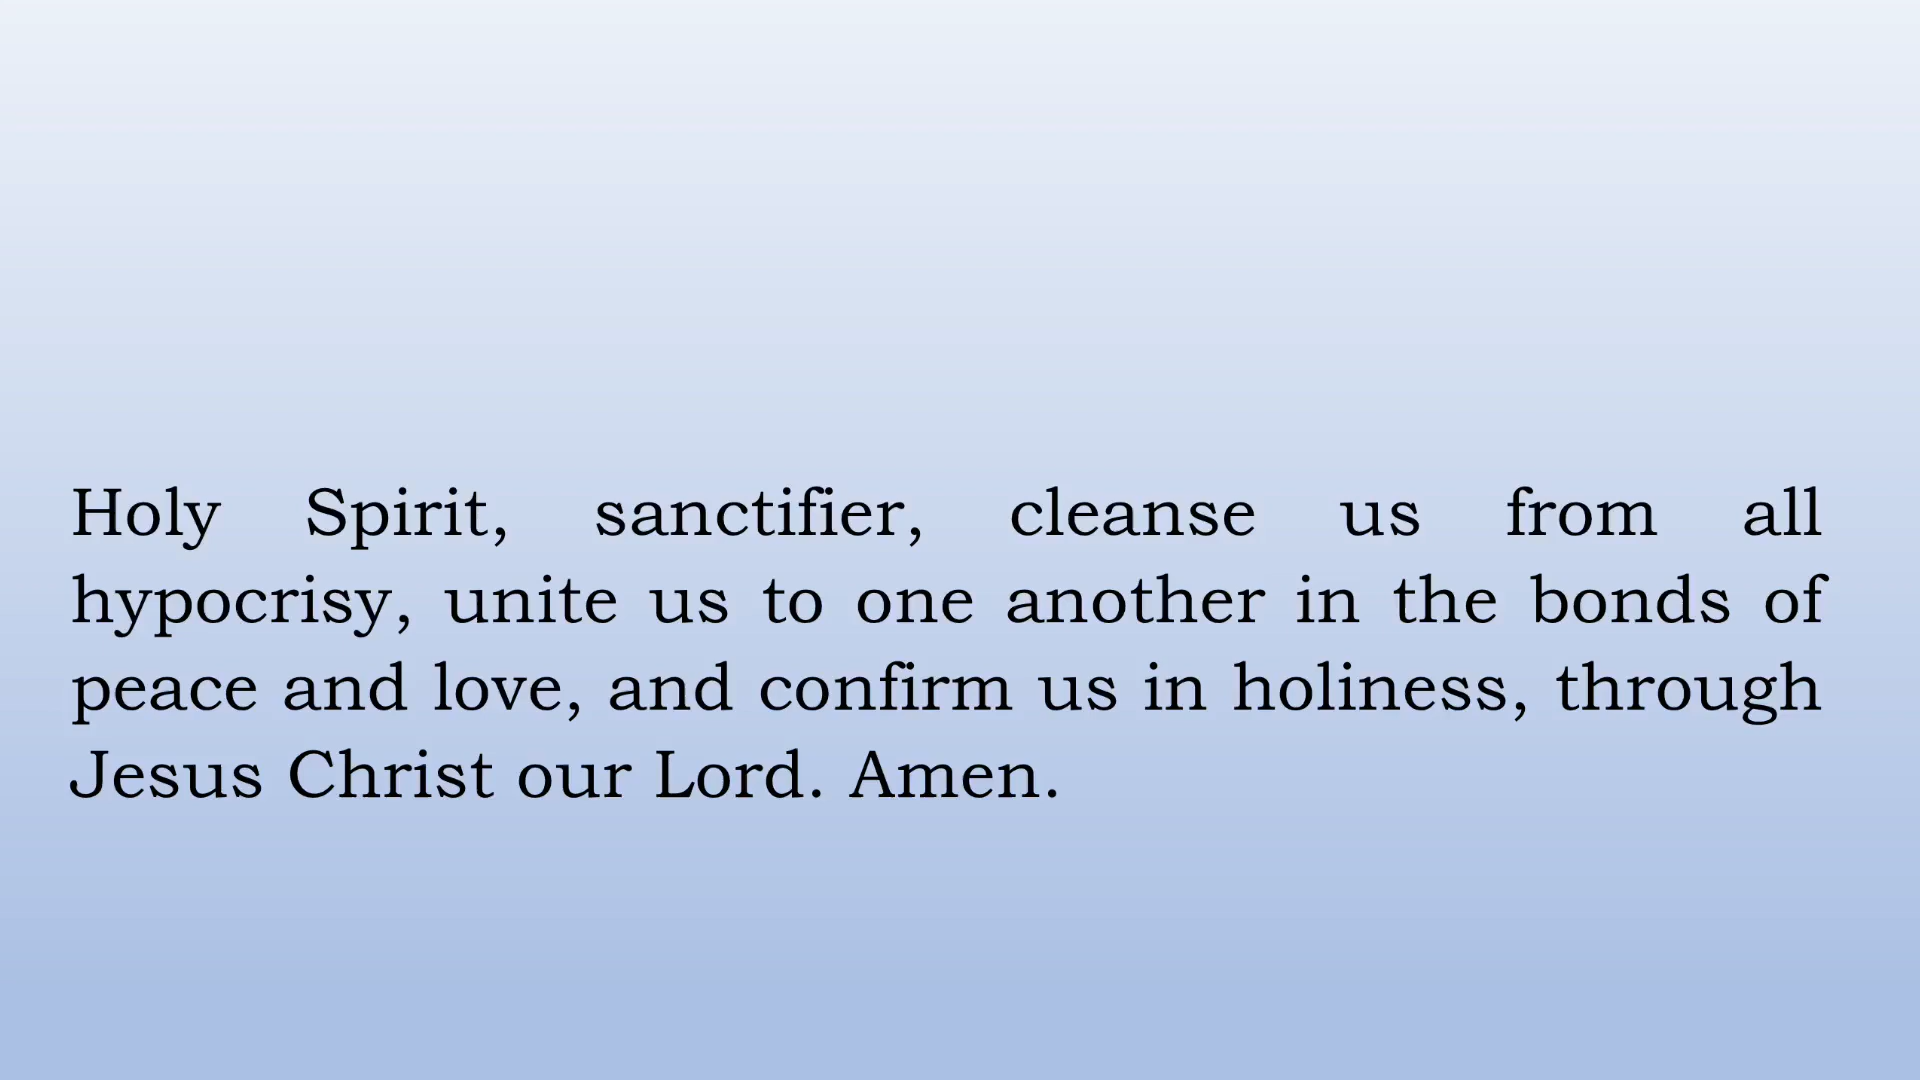 Holy Spirit, sanctifier, cleanse us from all
hypocrisy, unite us to one another in the bonds of
peace and love, and confirm us in holiness, through
Jesus Christ our Lord. Amen.